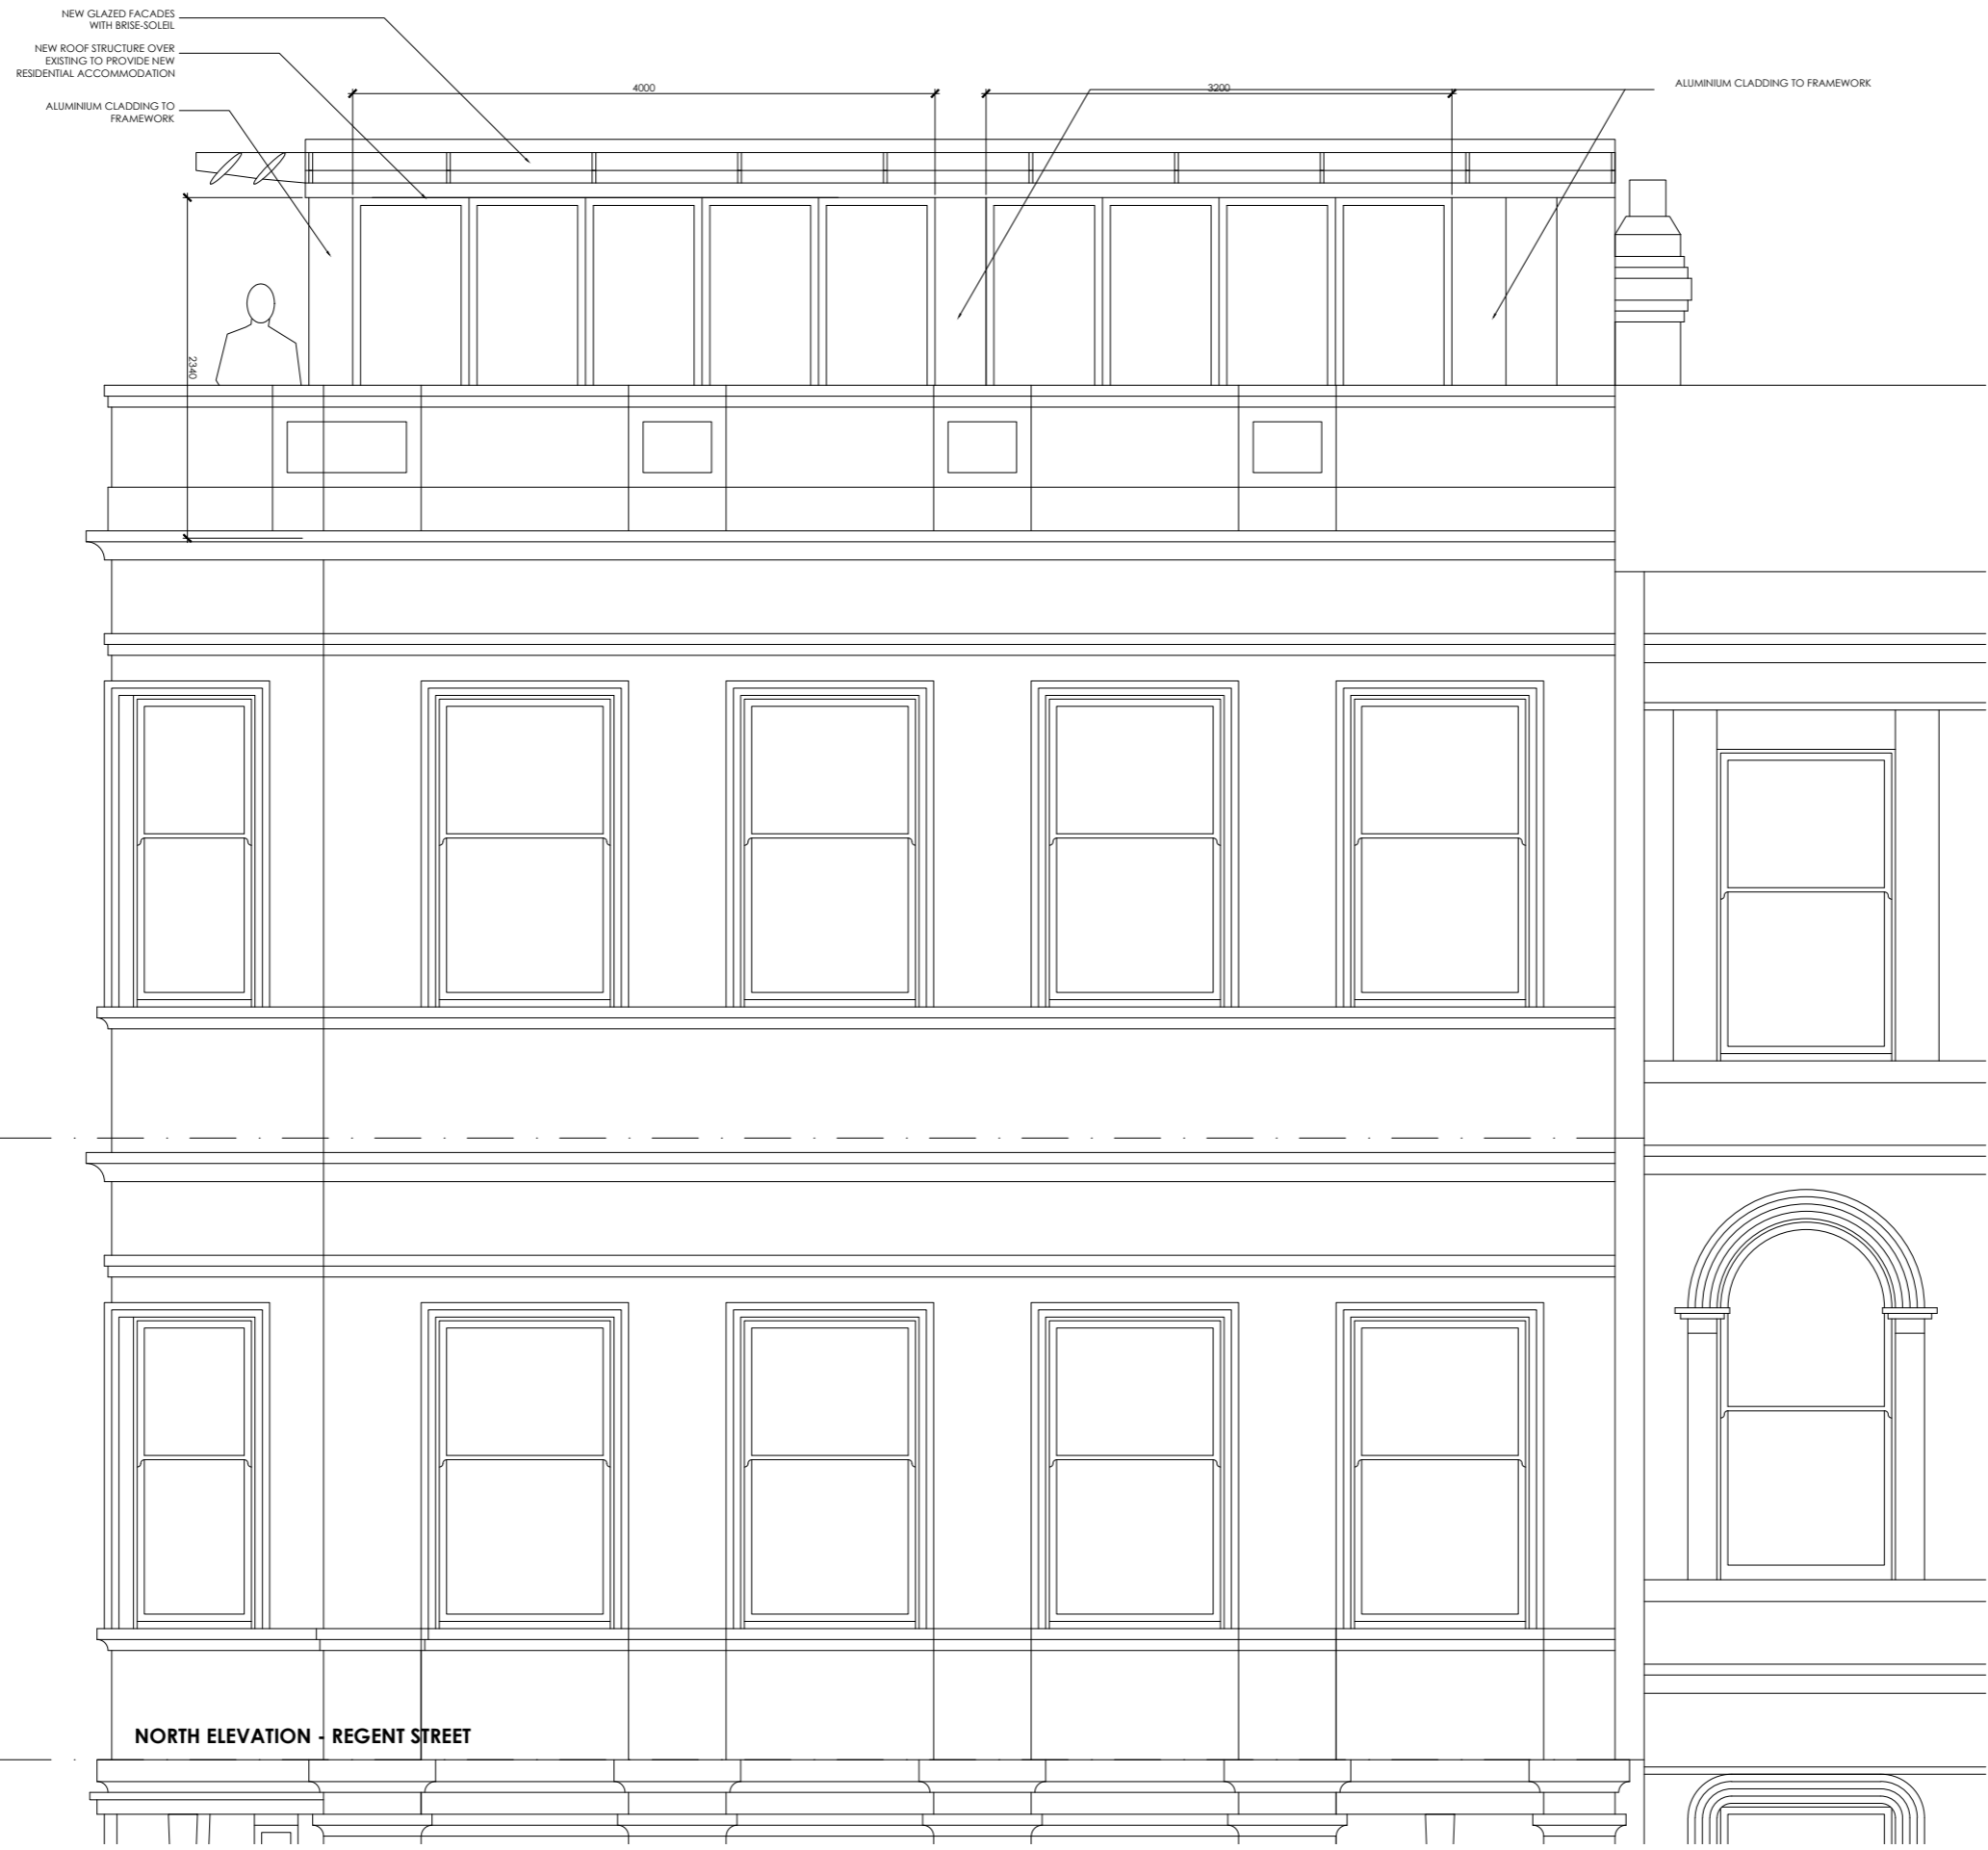 NEW GLAZED FACADES
WITH BRISE-SOLEIL
NEW ROOF STRUCTURE OVER
EXISTING TO PROVIDE NEW
RESIDENTIAL ACCOMMODATION
ALUMINIUM CLADDING TO
FRAMEWORK
4000
3200
ALUMINIUM CLADDING TO FRAMEWORK
2340
NORTH ELEVATION - REGENT STREET